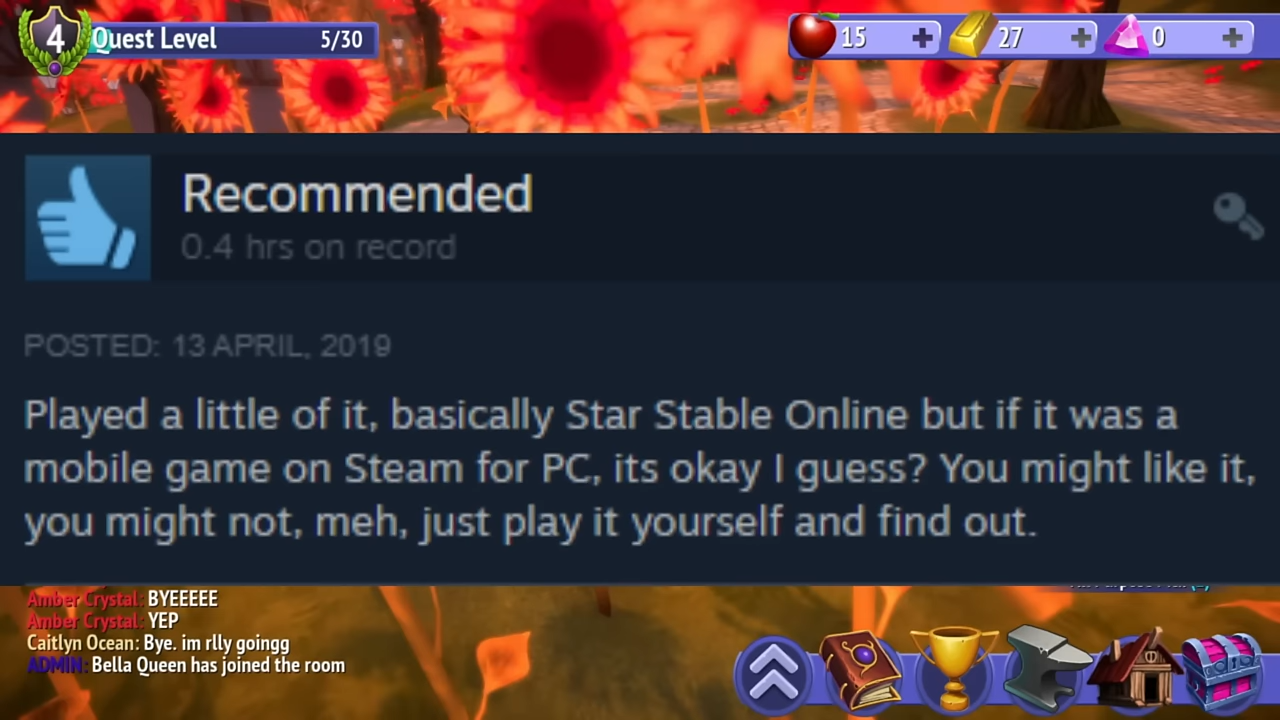 4 Quest Level 5/30 15 27 0
Recommended
0.4 hrs on record
POSTED: 13 APRIL, 2019
Played a little of it, basically Star Stable Online but if it was a
mobile game on Steam for PC, its okay I guess? You might like it,
you might not, meh, just play it yourself and find out.
Amber Crystal: BYEEEEE
Amber Crystal: YEP
Caitlyn Ocean: Bye. im rlly goingg
ADMIN: Bella Queen has joined the room